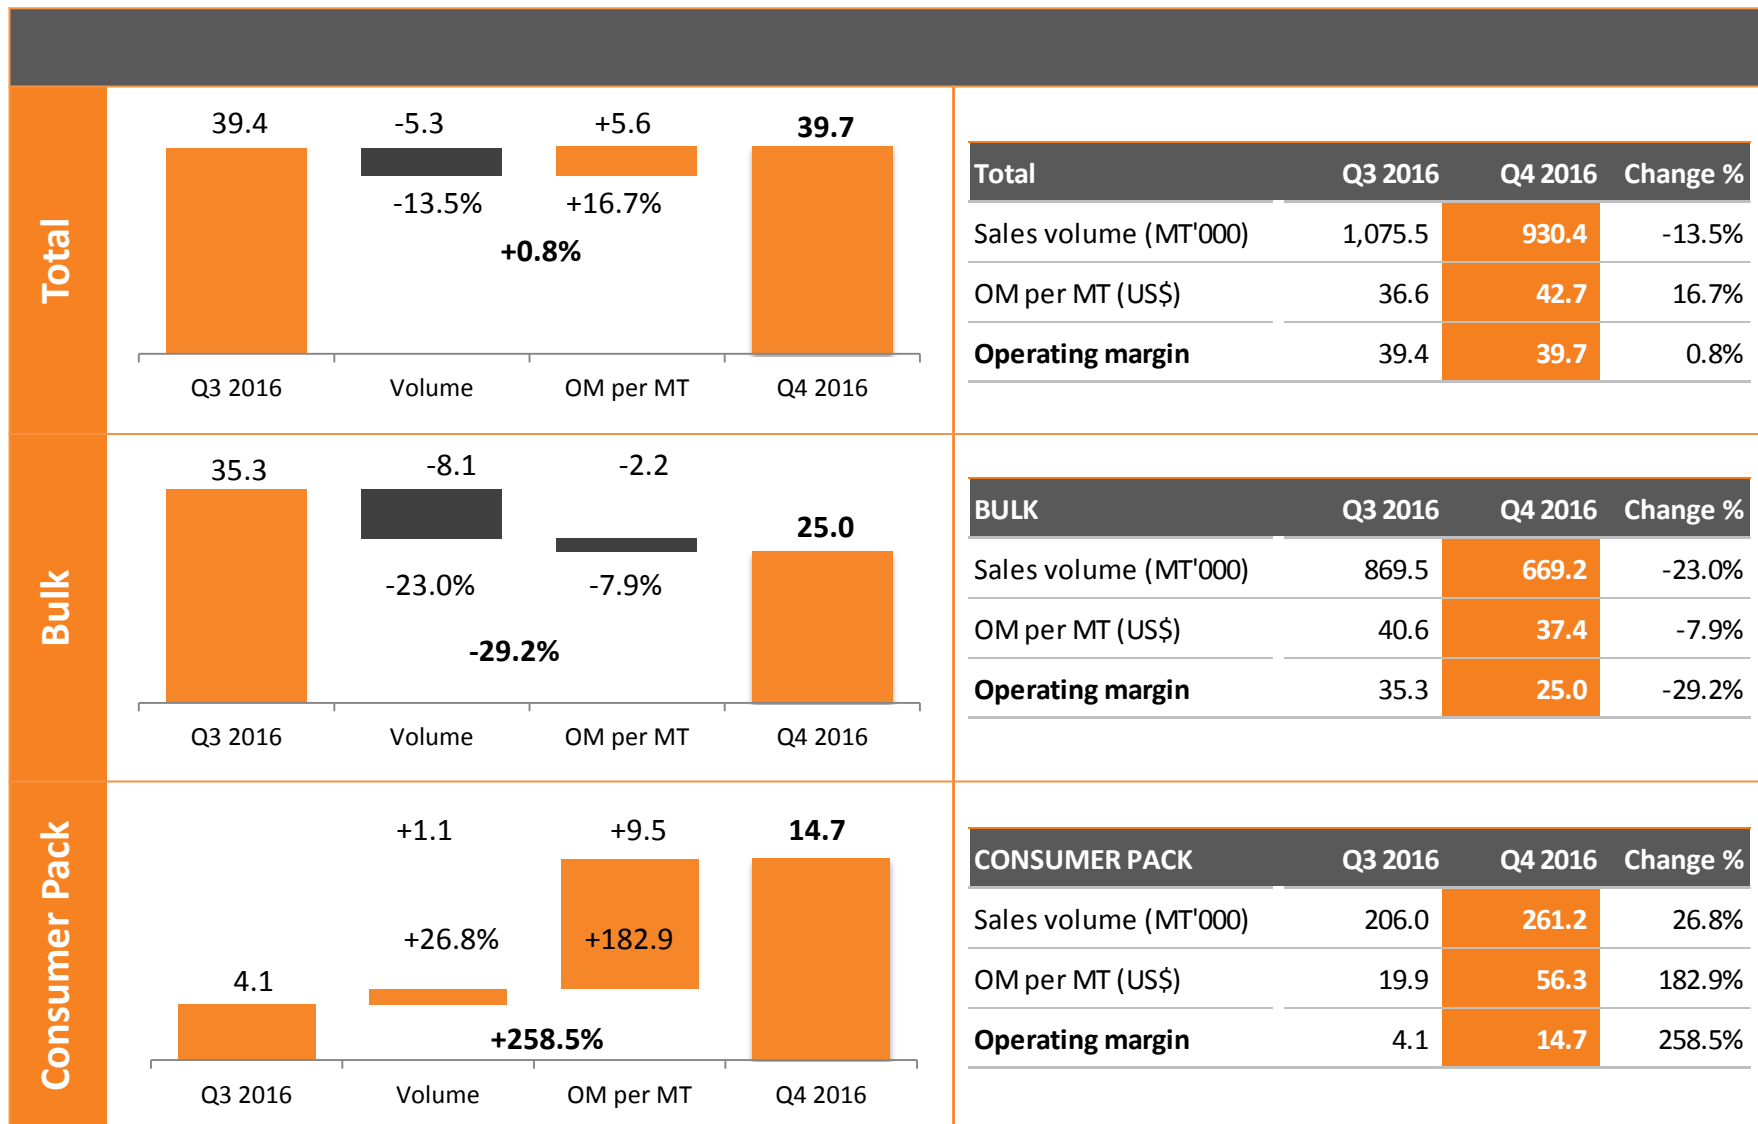 Total
39.4 -5.3 +5.6 39.7
-13.5% +16.7%
+0.8%
Q3 2016 Volume OM per MT Q4 2016
Total Q3 2016 Q4 2016 Change %
Sales volume (MT'000) 1,075.5 930.4 -13.5%
OM per MT (US$) 36.6 42.7 16.7%
Operating margin 39.4 39.7 0.8%
Bulk
35.3 -8.1 -2.2
25.0
-23.0% -7.9%
-29.2%
Q3 2016 Volume OM per MT Q4 2016
BULK Q3 2016 Q4 2016 Change %
Sales volume (MT'000) 869.5 669.2 -23.0%
OM per MT (US$) 40.6 37.4 -7.9%
Operating margin 35.3 25.0 -29.2%
Consumer Pack
+1.1 +9.5 14.7
+26.8% +182.9
4.1
+258.5%
Q3 2016 Volume OM per MT Q4 2016
CONSUMER PACK Q3 2016 Q4 2016 Change %
Sales volume (MT'000) 206.0 261.2 26.8%
OM per MT (US$) 19.9 56.3 182.9%
Operating margin 4.1 14.7 258.5%